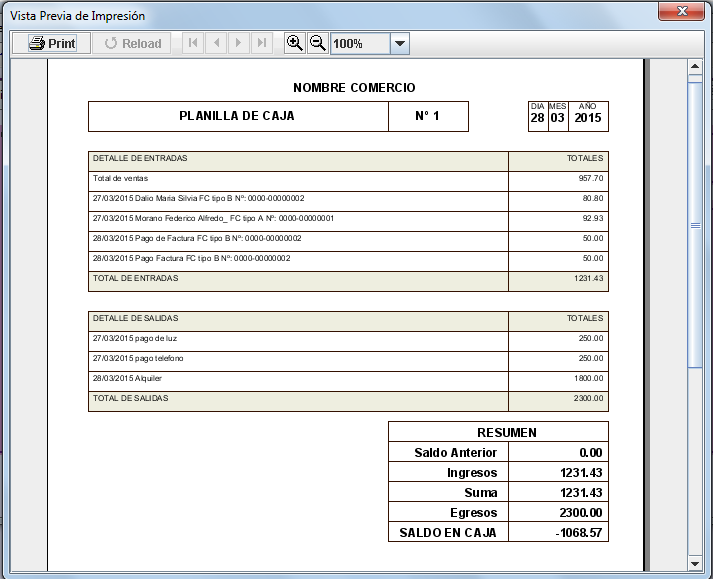 Vista Previa de Impresión
Print Reload 100%
NOMBRE COMERCIO
PLANILLA DE CAJA N° 1
DIA MES AÑO
28 03 2015
DETALLE DE ENTRADAS TOTALES
Total de ventas 957.70
27/03/2015 Dalio Maria Silvia FC tipo B Nº: 0000-00000002 80.80
27/03/2015 Morano Federico Alfredo_ FC tipo A Nº: 0000-00000001 92.93
28/03/2015 Pago de Factura FC tipo B Nº: 0000-00000002 50.00
28/03/2015 Pago Factura FC tipo B Nº: 0000-00000002 50.00
TOTAL DE ENTRADAS 1231.43
DETALLE DE SALIDAS TOTALES
27/03/2015 pago de luz 250.00
27/03/2015 pago telefono 250.00
28/03/2015 Alquiler 1800.00
TOTAL DE SALIDAS 2300.00
RESUMEN
Saldo Anterior 0.00
Ingresos 1231.43
Suma 1231.43
Egresos 2300.00
SALDO EN CAJA -1068.57